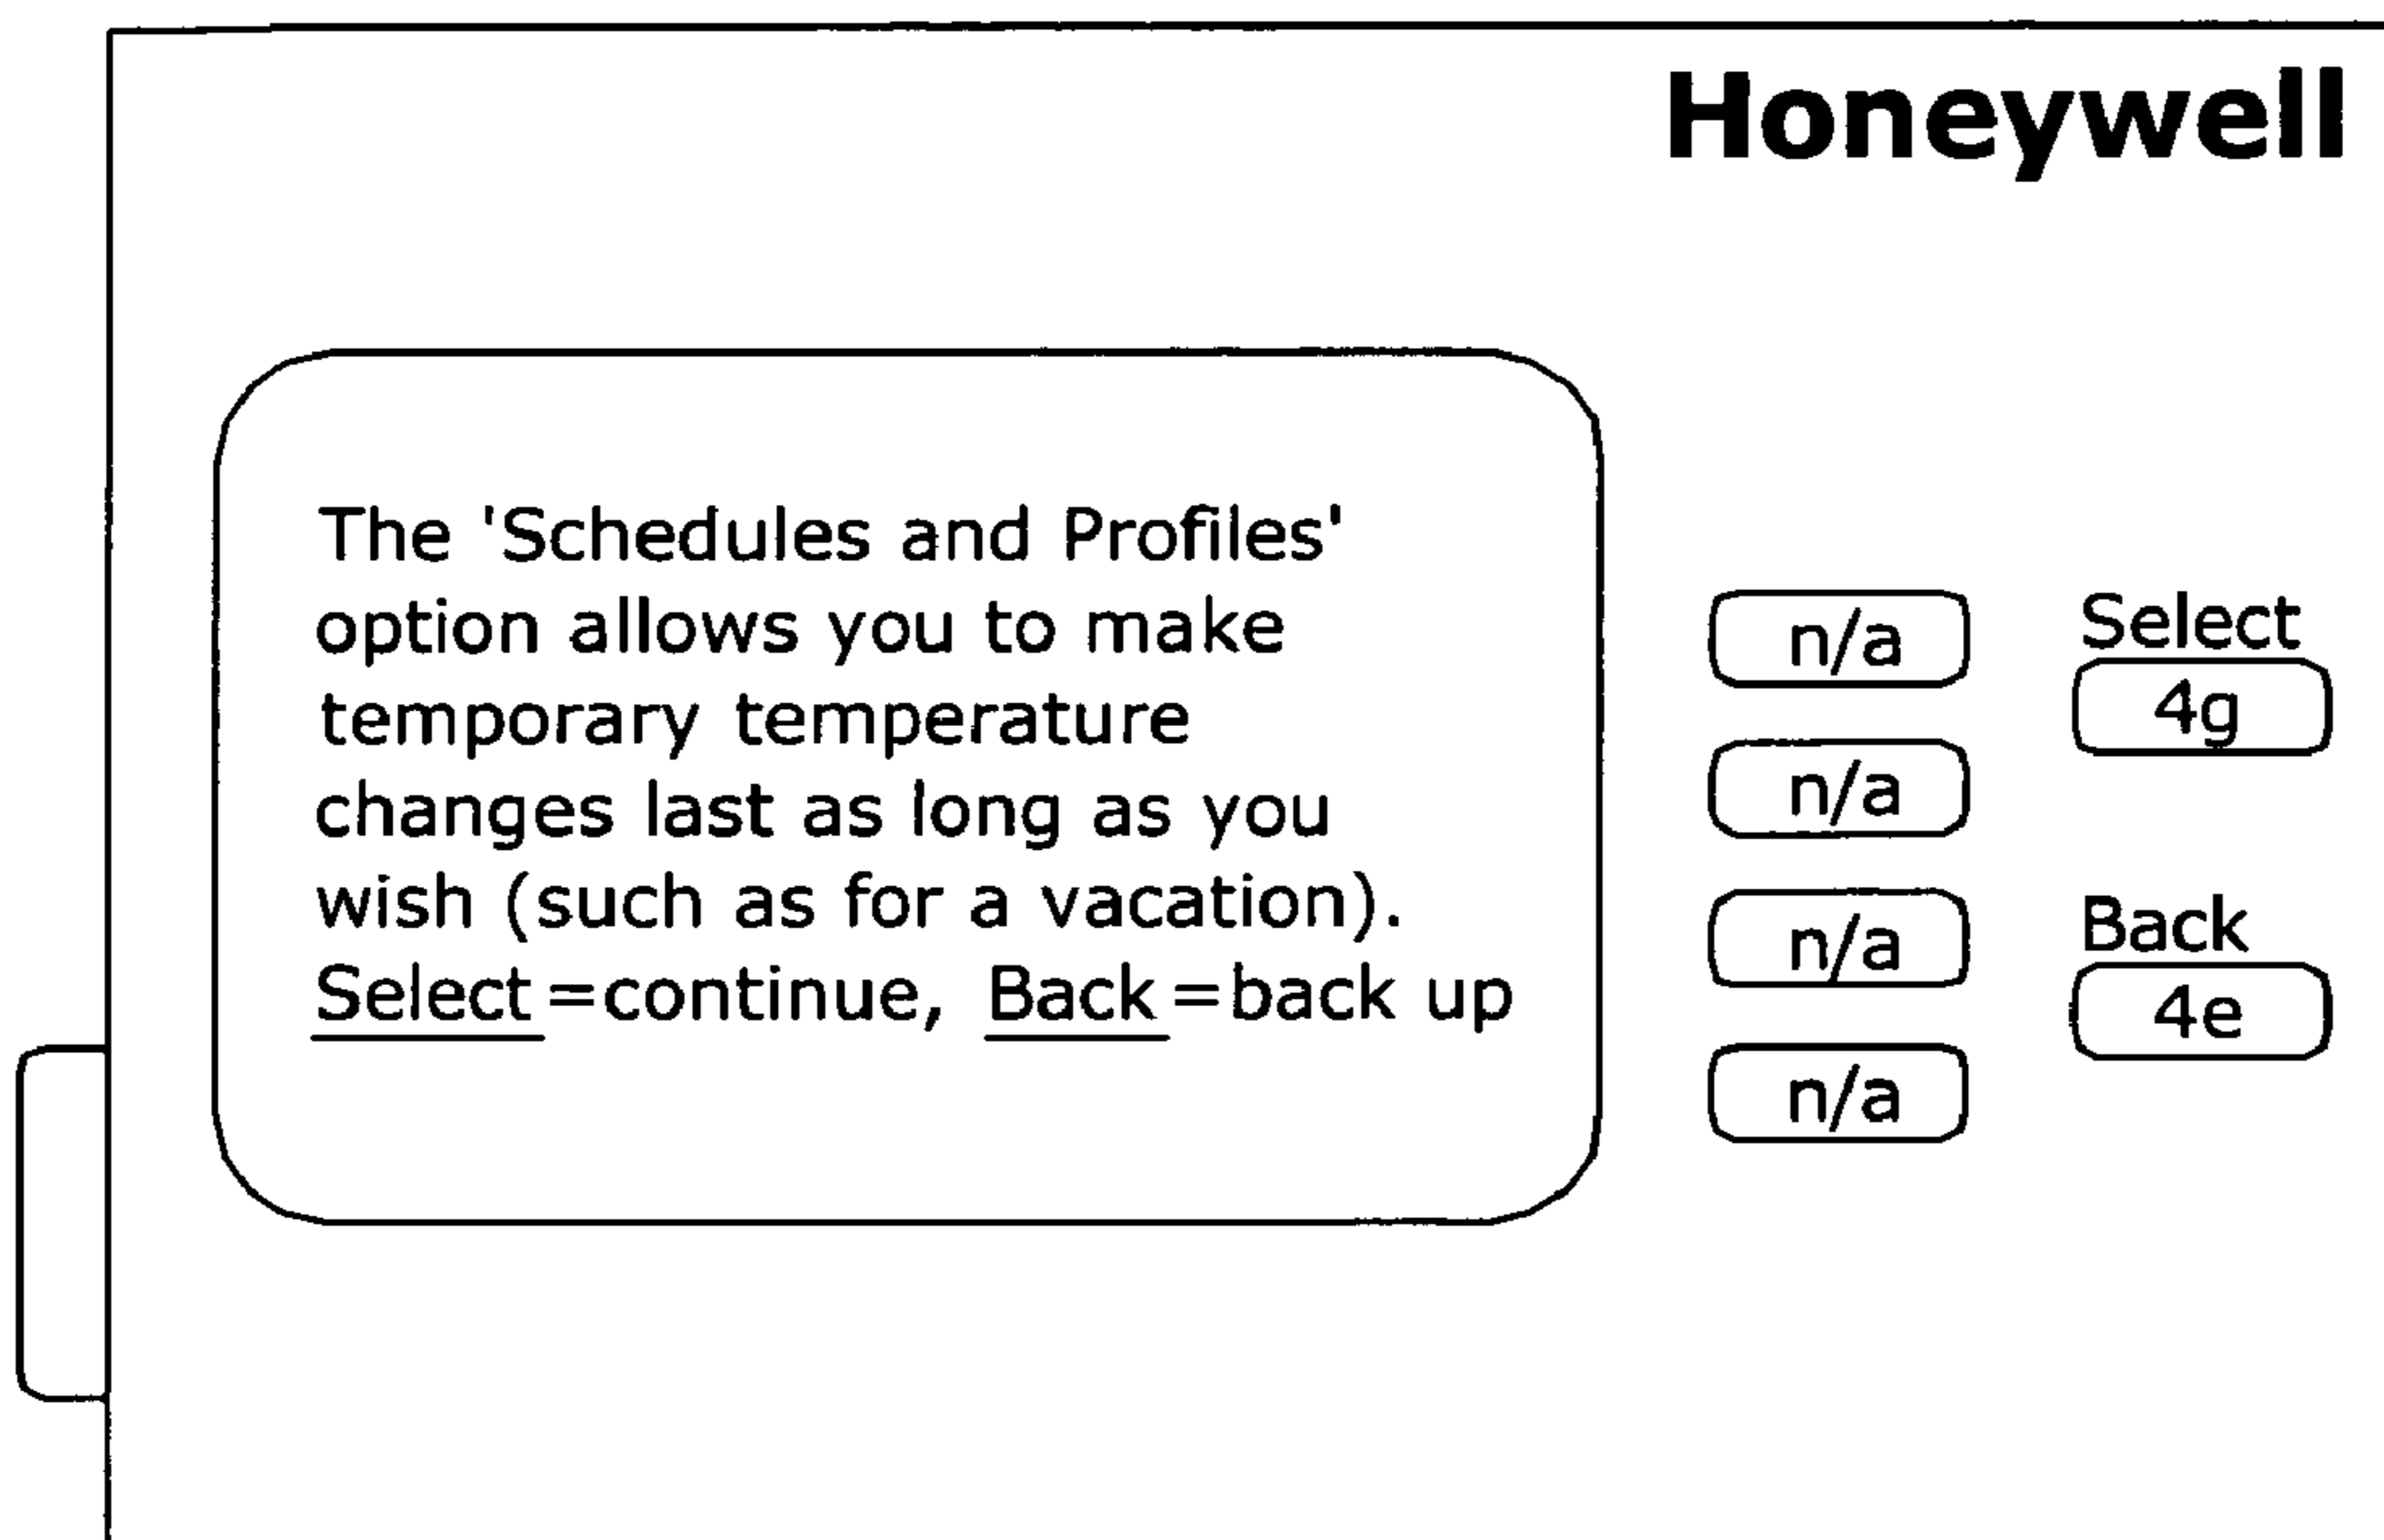 Honeywell
The 'Schedules and Profiles'
option allows you to make
temporary temperature
changes last as long as you
wish (such as for a vacation).
Select=continue, Back=back up
n/a
n/a
n/a
n/a
Select
4g
Back
4e